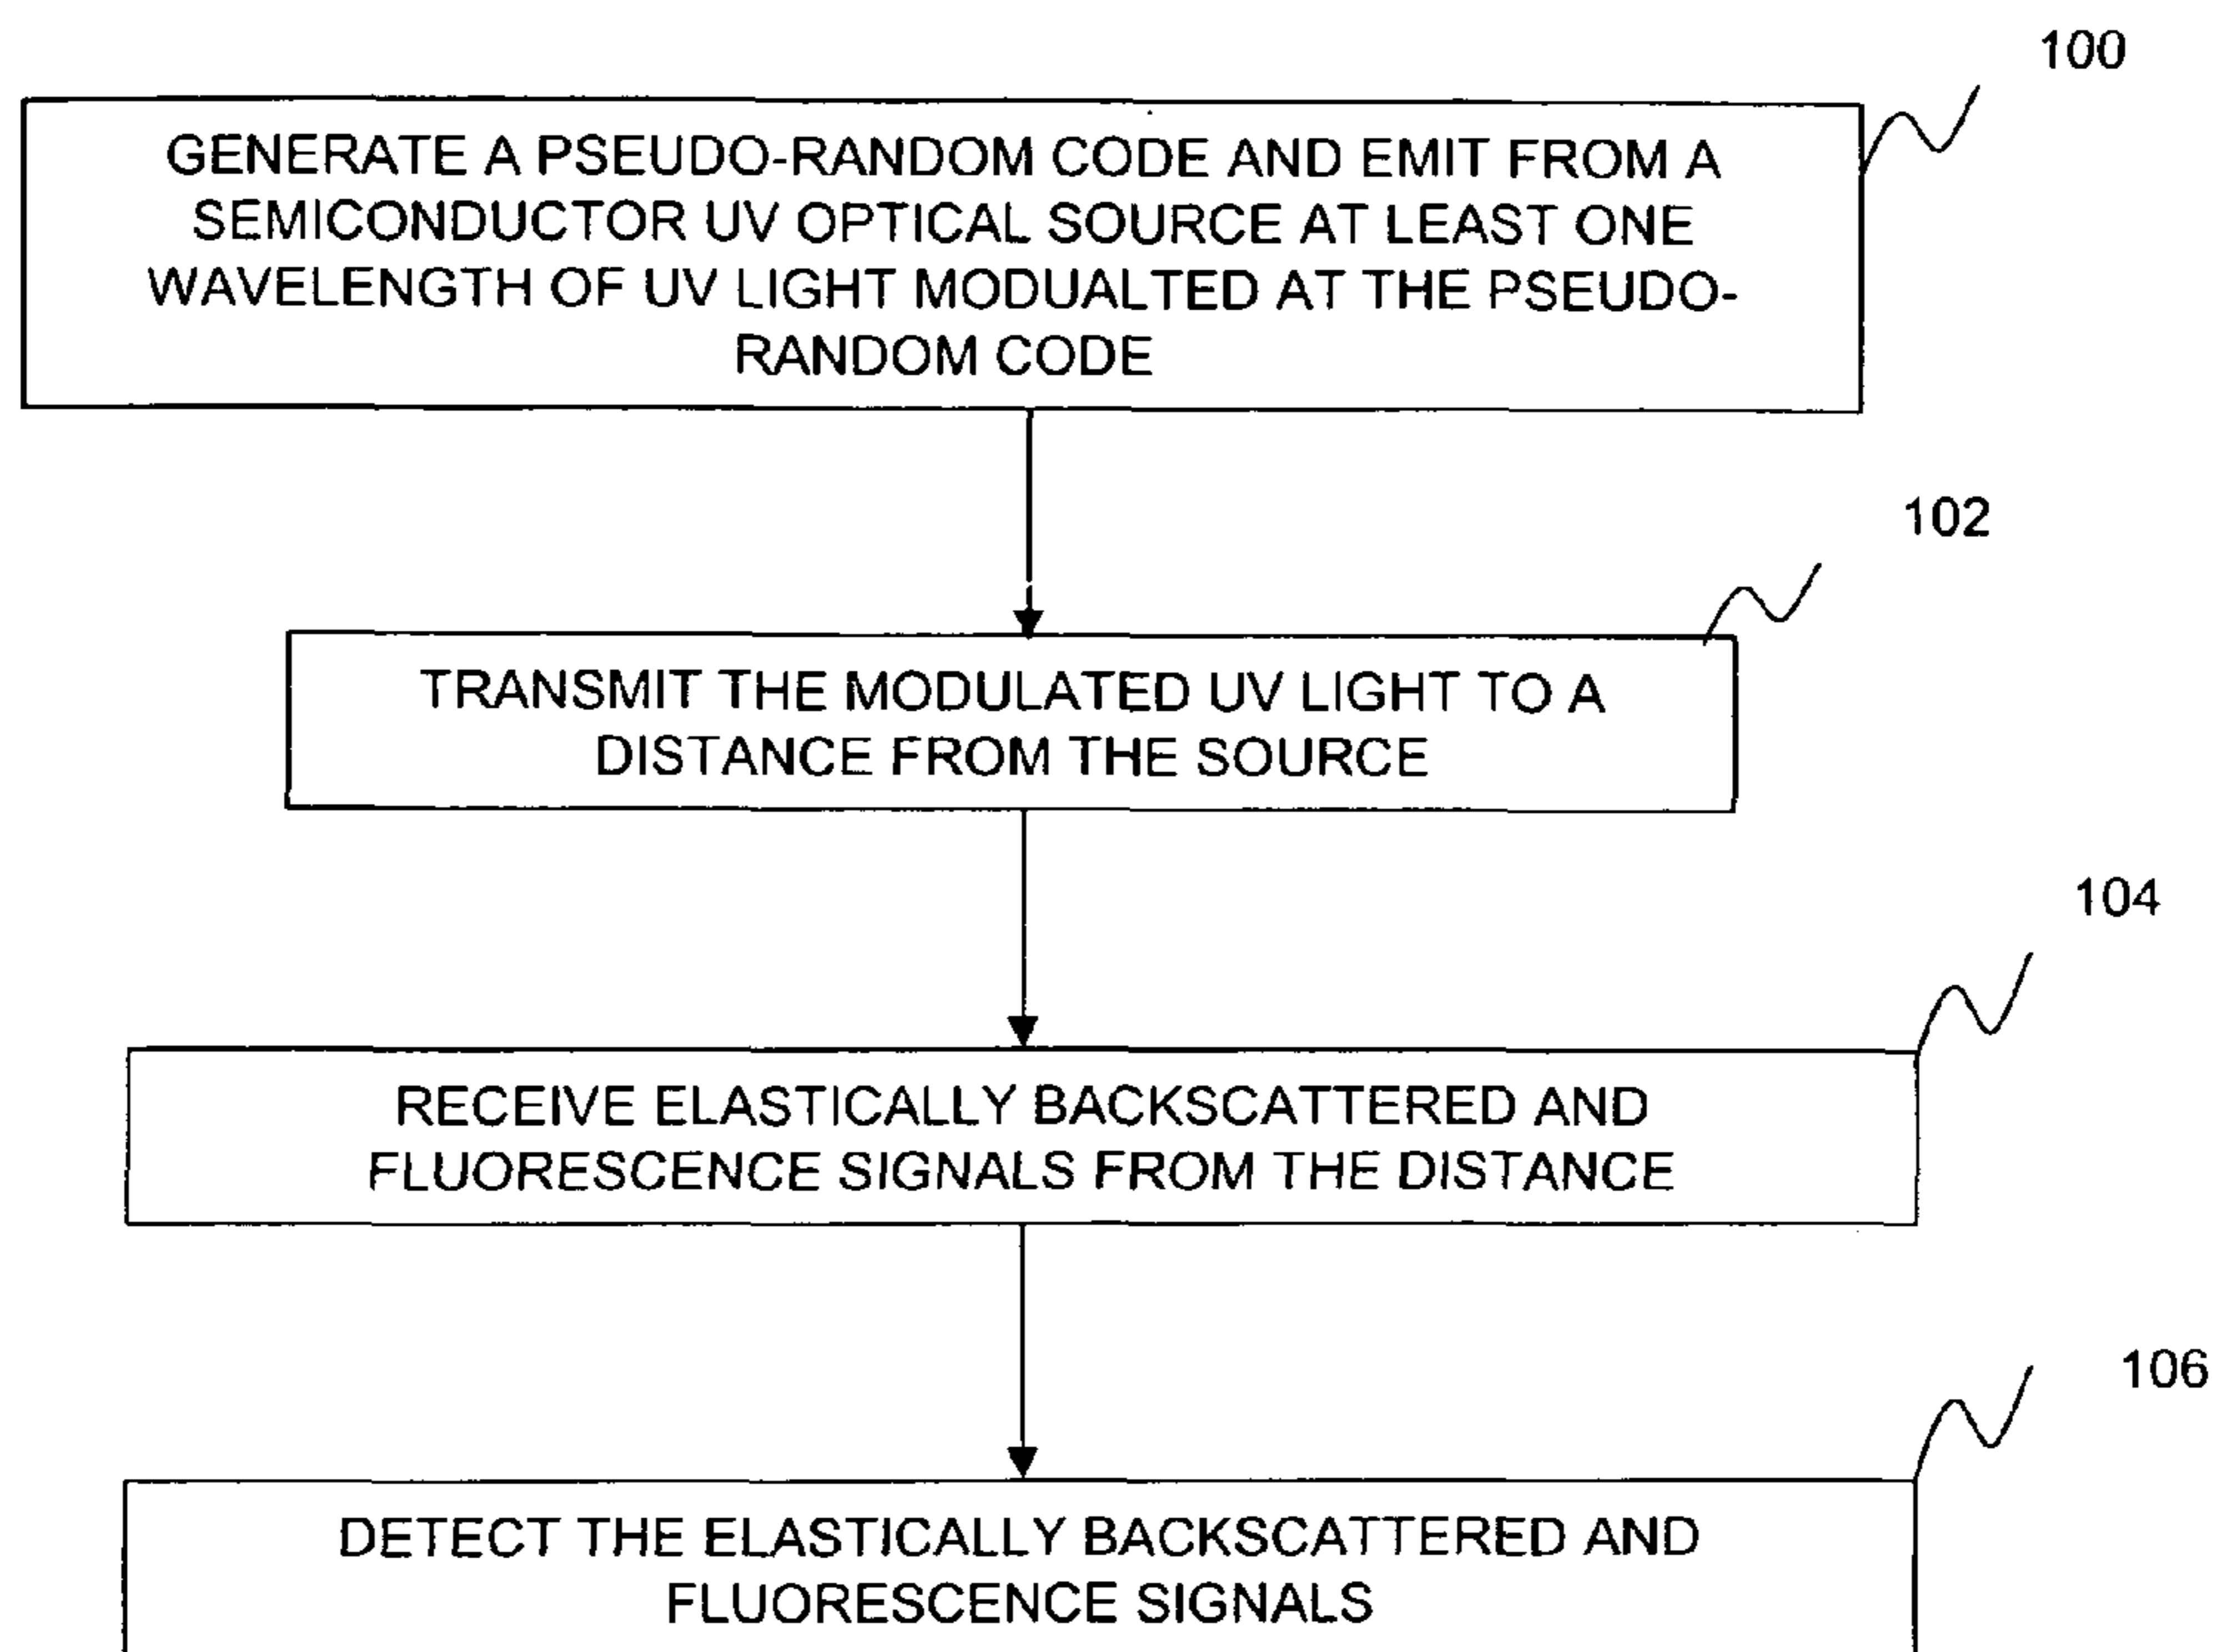 100
GENERATE A PSEUDO-RANDOM CODE AND EMIT FROM A
SEMICONDUCTOR UV OPTICAL SOURCE AT LEAST ONE
WAVELENGTH OF UV LIGHT MODUALTED AT THE PSEUDO-
RANDOM CODE
102
TRANSMIT THE MODULATED UV LIGHT TO A
DISTANCE FROM THE SOURCE
104
RECEIVE ELASTICALLY BACKSCATTERED AND
FLUORESCENCE SIGNALS FROM THE DISTANCE
106
DETECT THE ELASTICALLY BACKSCATTERED AND
FLUORESCENCE SIGNALS